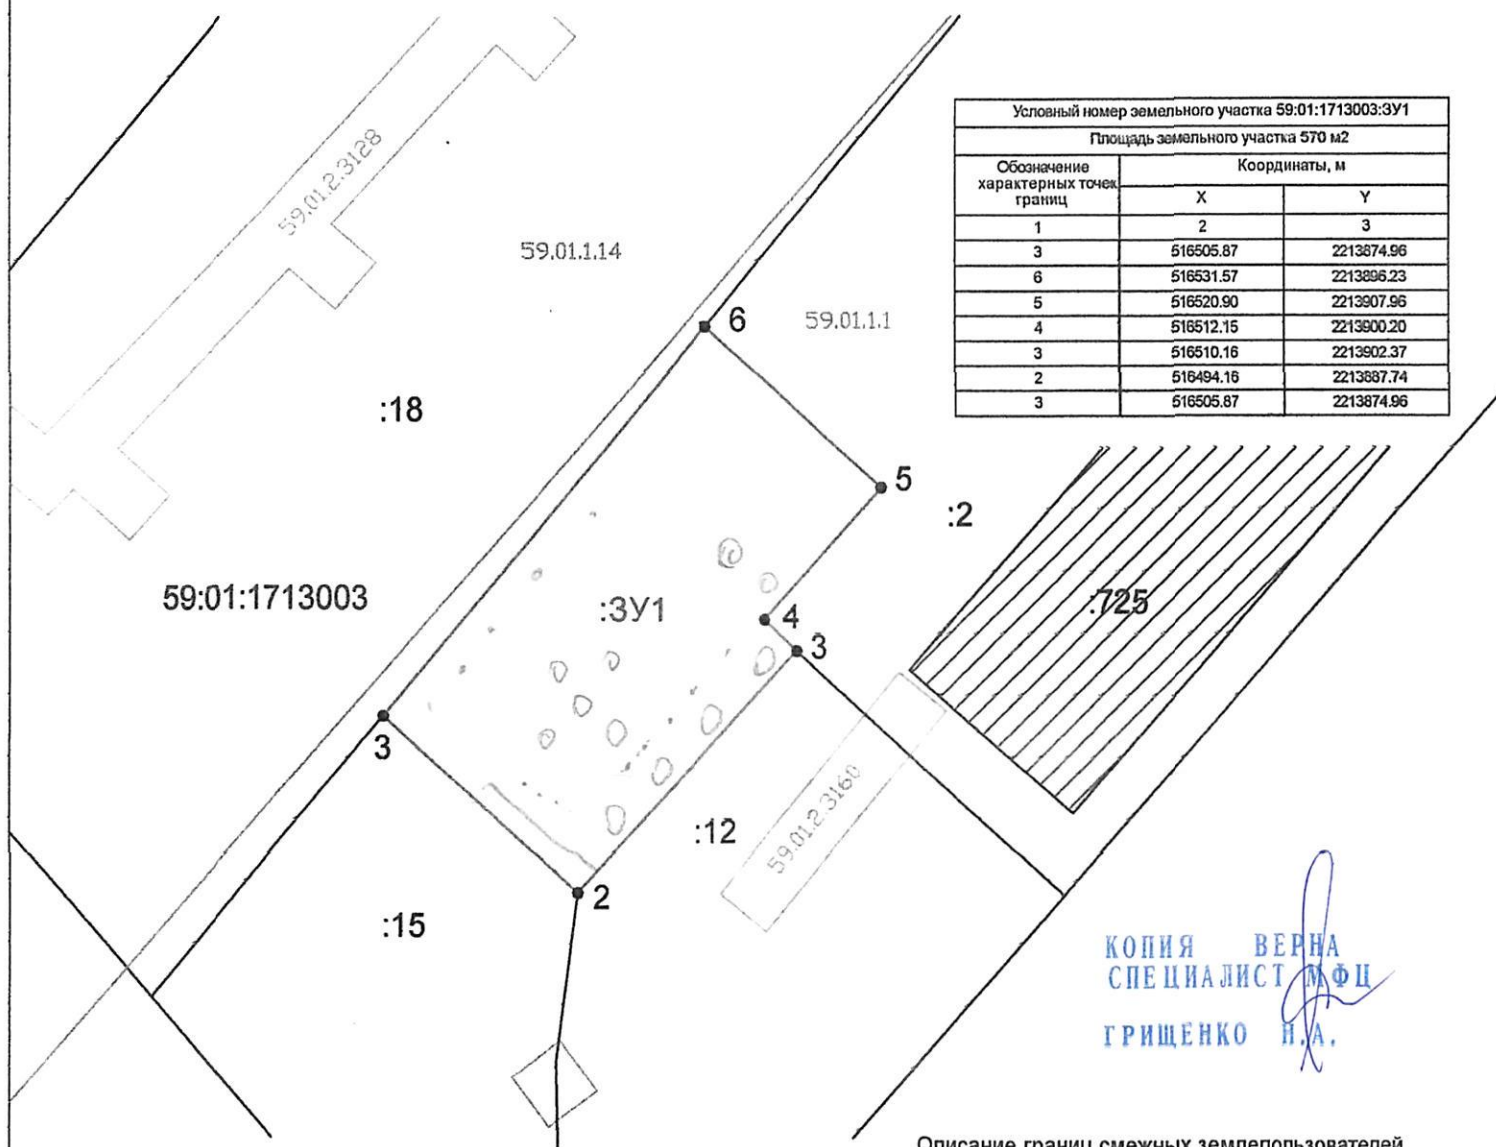 59.01.2.3128
59.01.1.14
59.01.1.1
Условный номер земельного участка 59:01:1713003:ЗУ1
Площадь земельного участка 570 м2
Обозначение характерных точек границ Координаты, м
X Y
1 2 3
3 516505.87 2213874.96
6 516531.57 2213896.23
5 516520.90 2213907.96
4 516512.15 2213900.20
3 516510.16 2213902.37
2 516494.16 2213887.74
3 516505.87 2213874.96
6
:18
5
:2
59:01:1713003
:ЗУ1
4
3
:725
3
59.01.2.3160
:12
2
:15
КОПИЯ ВЕРНА
СПЕЦИАЛИСТ МФЦ
ГРИЩЕНКО Н.А.
Описание границ смежных землепользователей